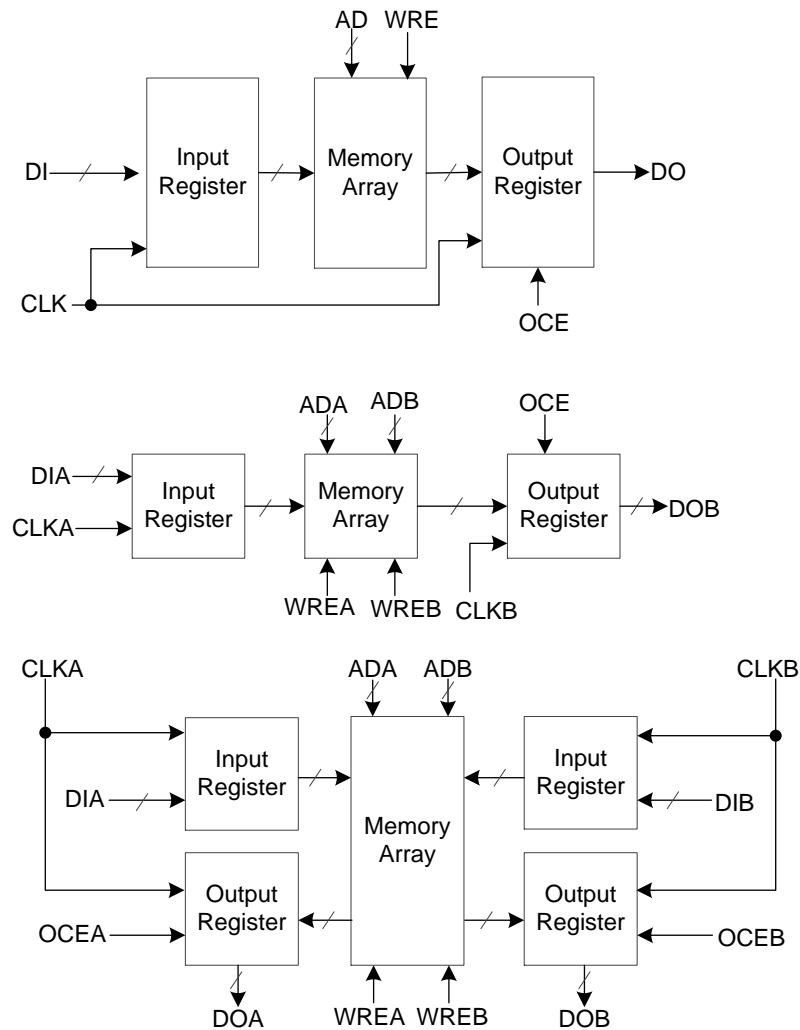 AD WRE
Input
Register
Memory
Array
Output
Register
DI
DO
CLK
OCE
ADA ADB OCE
DIA
CLKA
Input
Register
Memory
Array
Output
Register
DOB
WREA WREB CLKB
CLKA ADA ADB CLKB
Input
Register
Input
Register
DIA
DIB
Memory
Array
Output
Register
Output
Register
OCEA
OCEB
DOA WREA WREB DOB